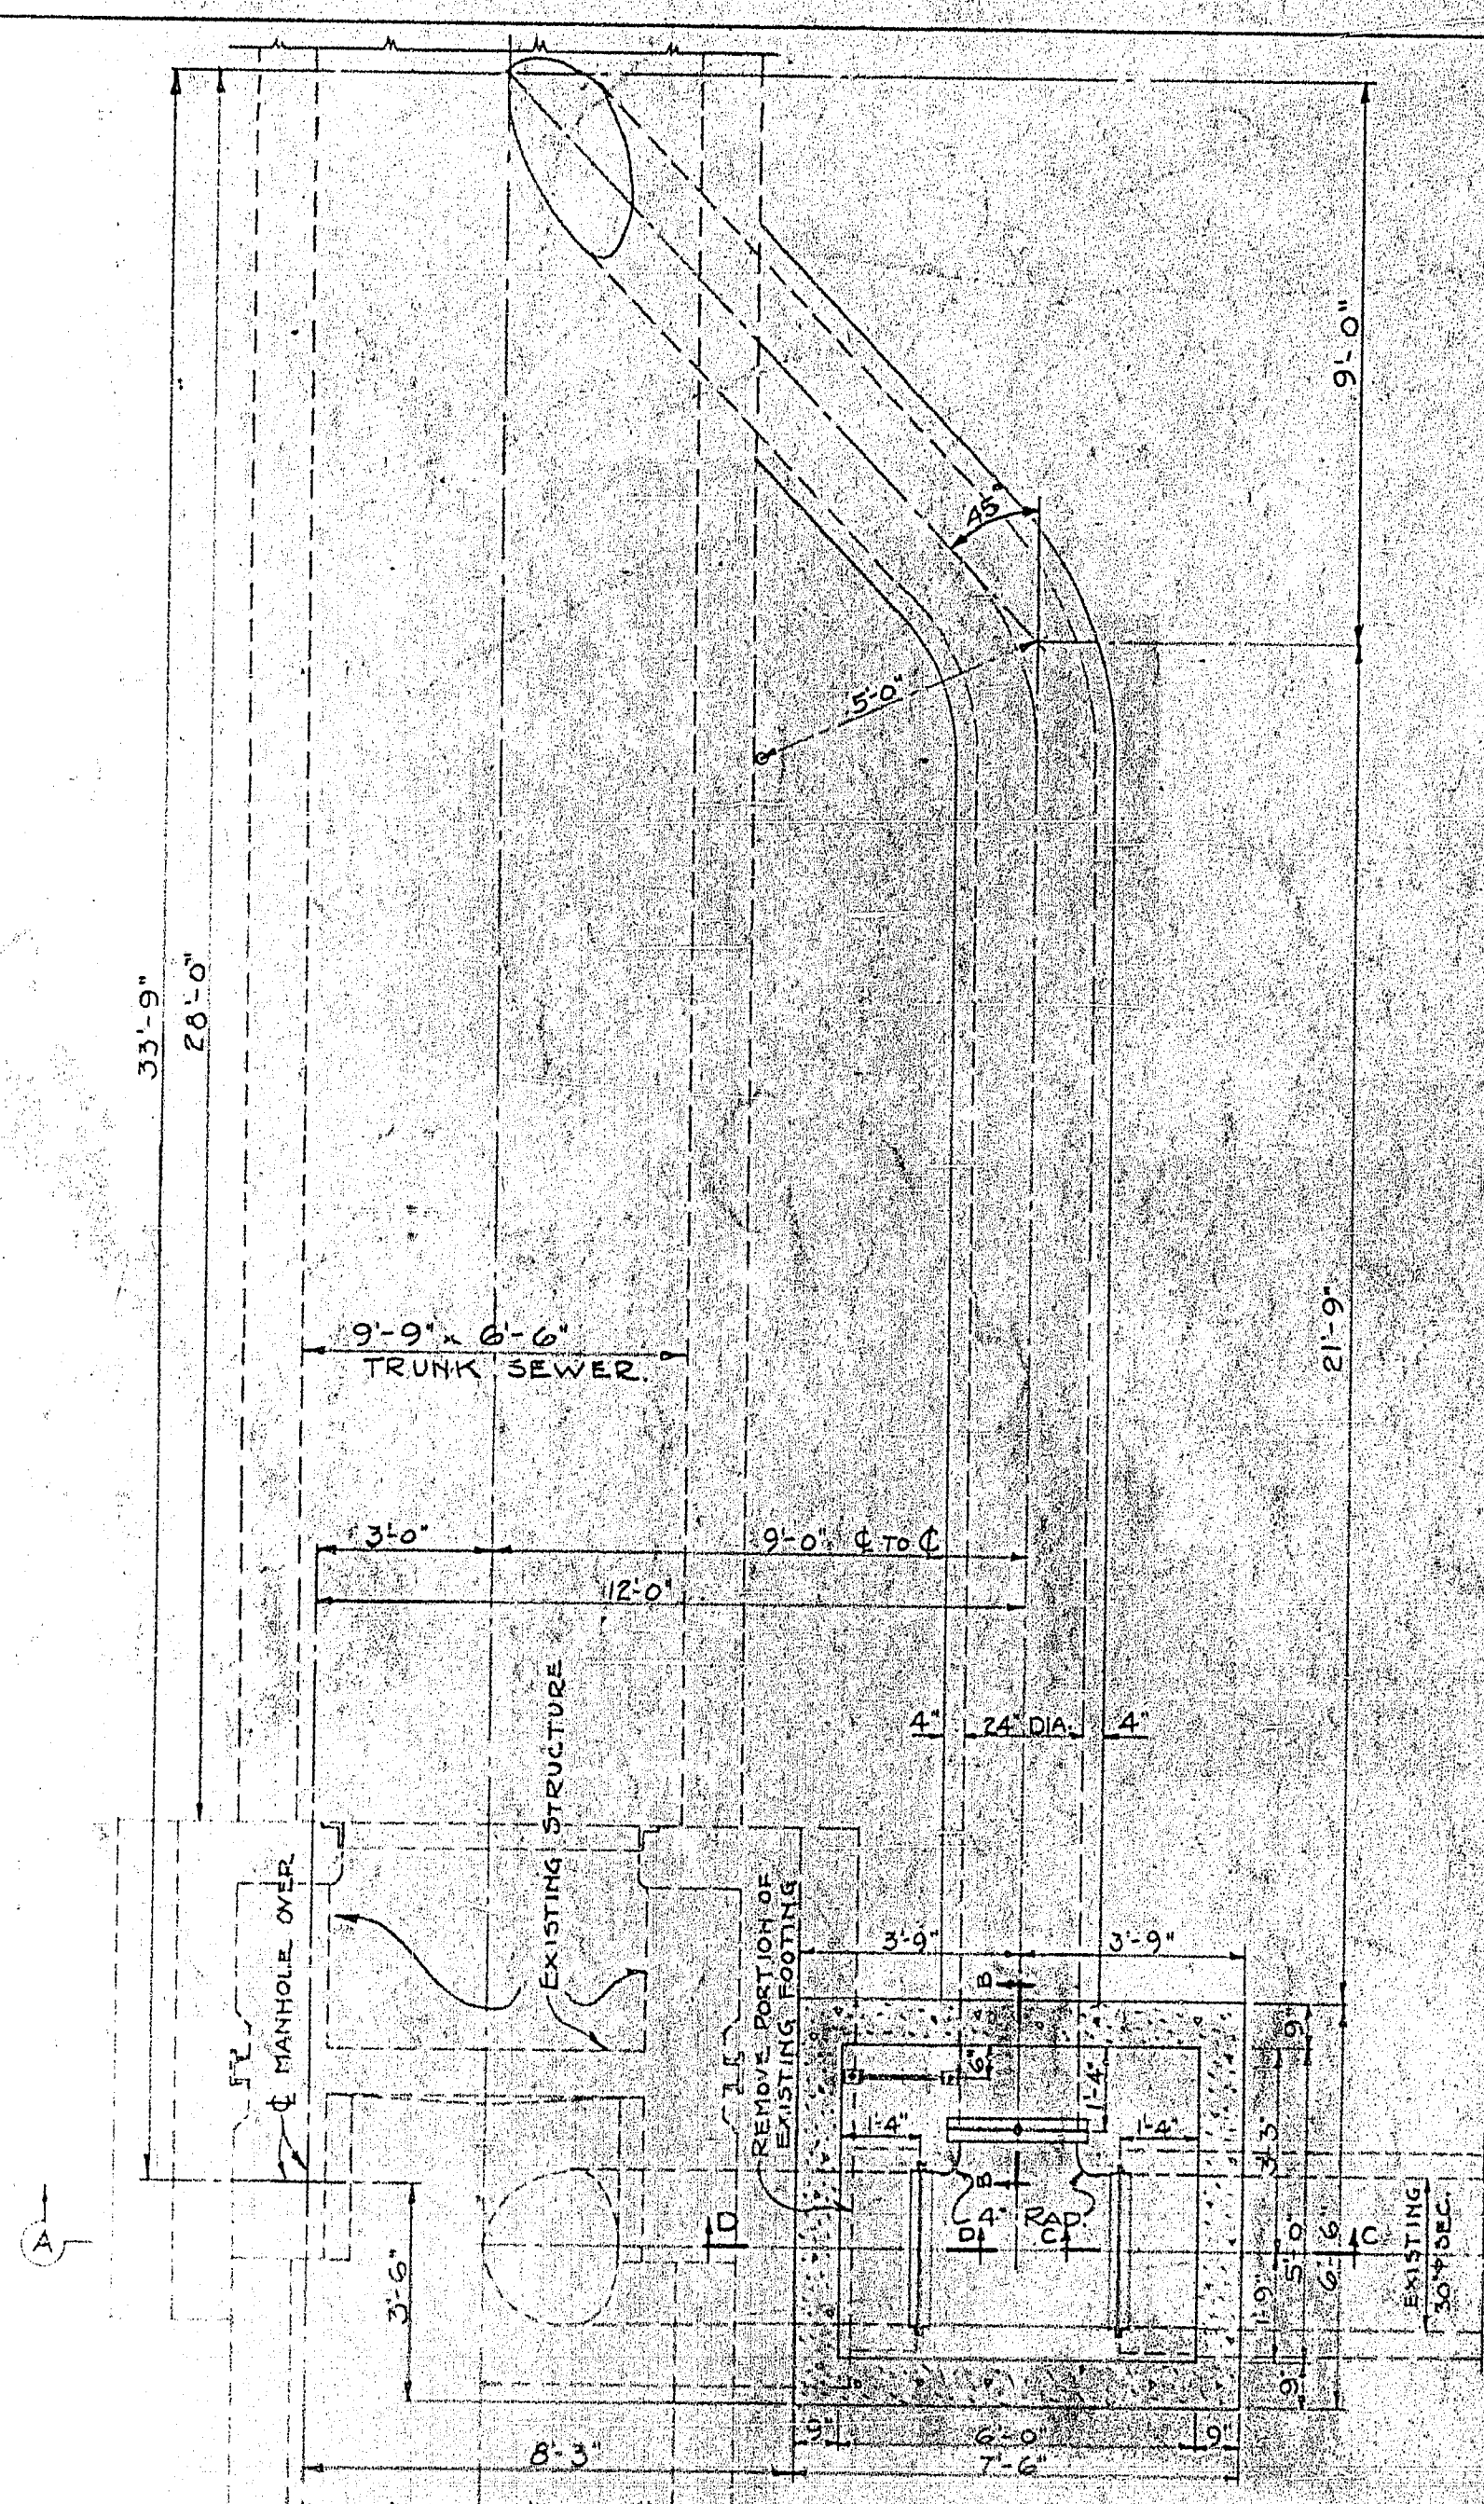 9'-0"
45°
5'-0"
33'-9"
28'-0"
21'-9"
9'-9" x 6'-6"
TRUNK SEWER.
3'-0"
9'-0" ℄ TO ℄
12'-0"
4"
24" DIA.
4"
EXISTING STRUCTURE
℄ MANHOLE OVER
REMOVE PORTION OF
EXISTING FOOTING
3'-9"
3'-9"
B
9"
6"
1'-4"
1'-4"
1'-4"
3'-3"
B
4" RAD.
D
D
C
C
A
5'-0"
6'-6"
1'-9"
9"
EXISTING
30"φ SEC.
3'-6"
9"
6'-0"
9"
8'-3"
7'-6"